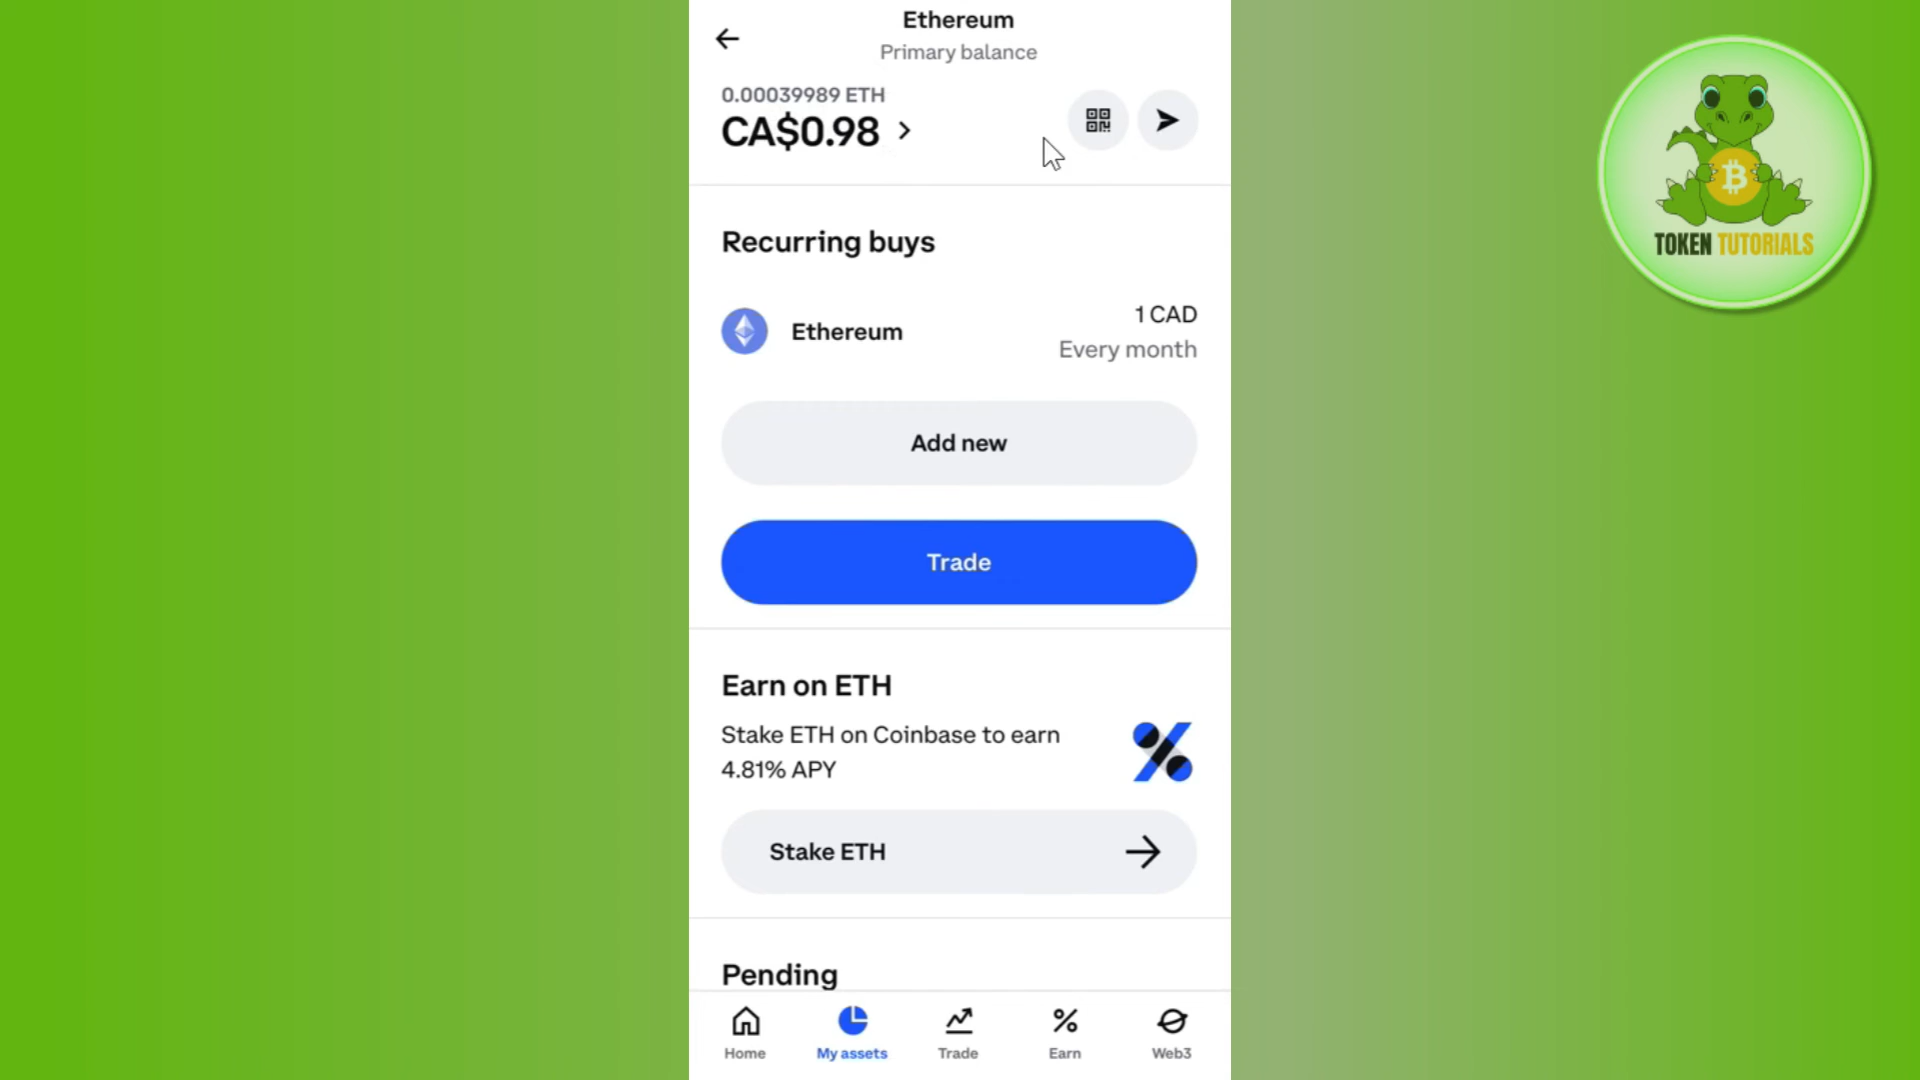 Ethereum
Primary balance
0.00039989 ETH
CA$0.98
Recurring buys
Ethereum
1 CAD
Every month
Add new
Trade
Earn on ETH
Stake ETH on Coinbase to earn
4.81% APY
Stake ETH
Pending
Home
My assets
Trade
Earn
Web3
TOKEN TUTORIALS